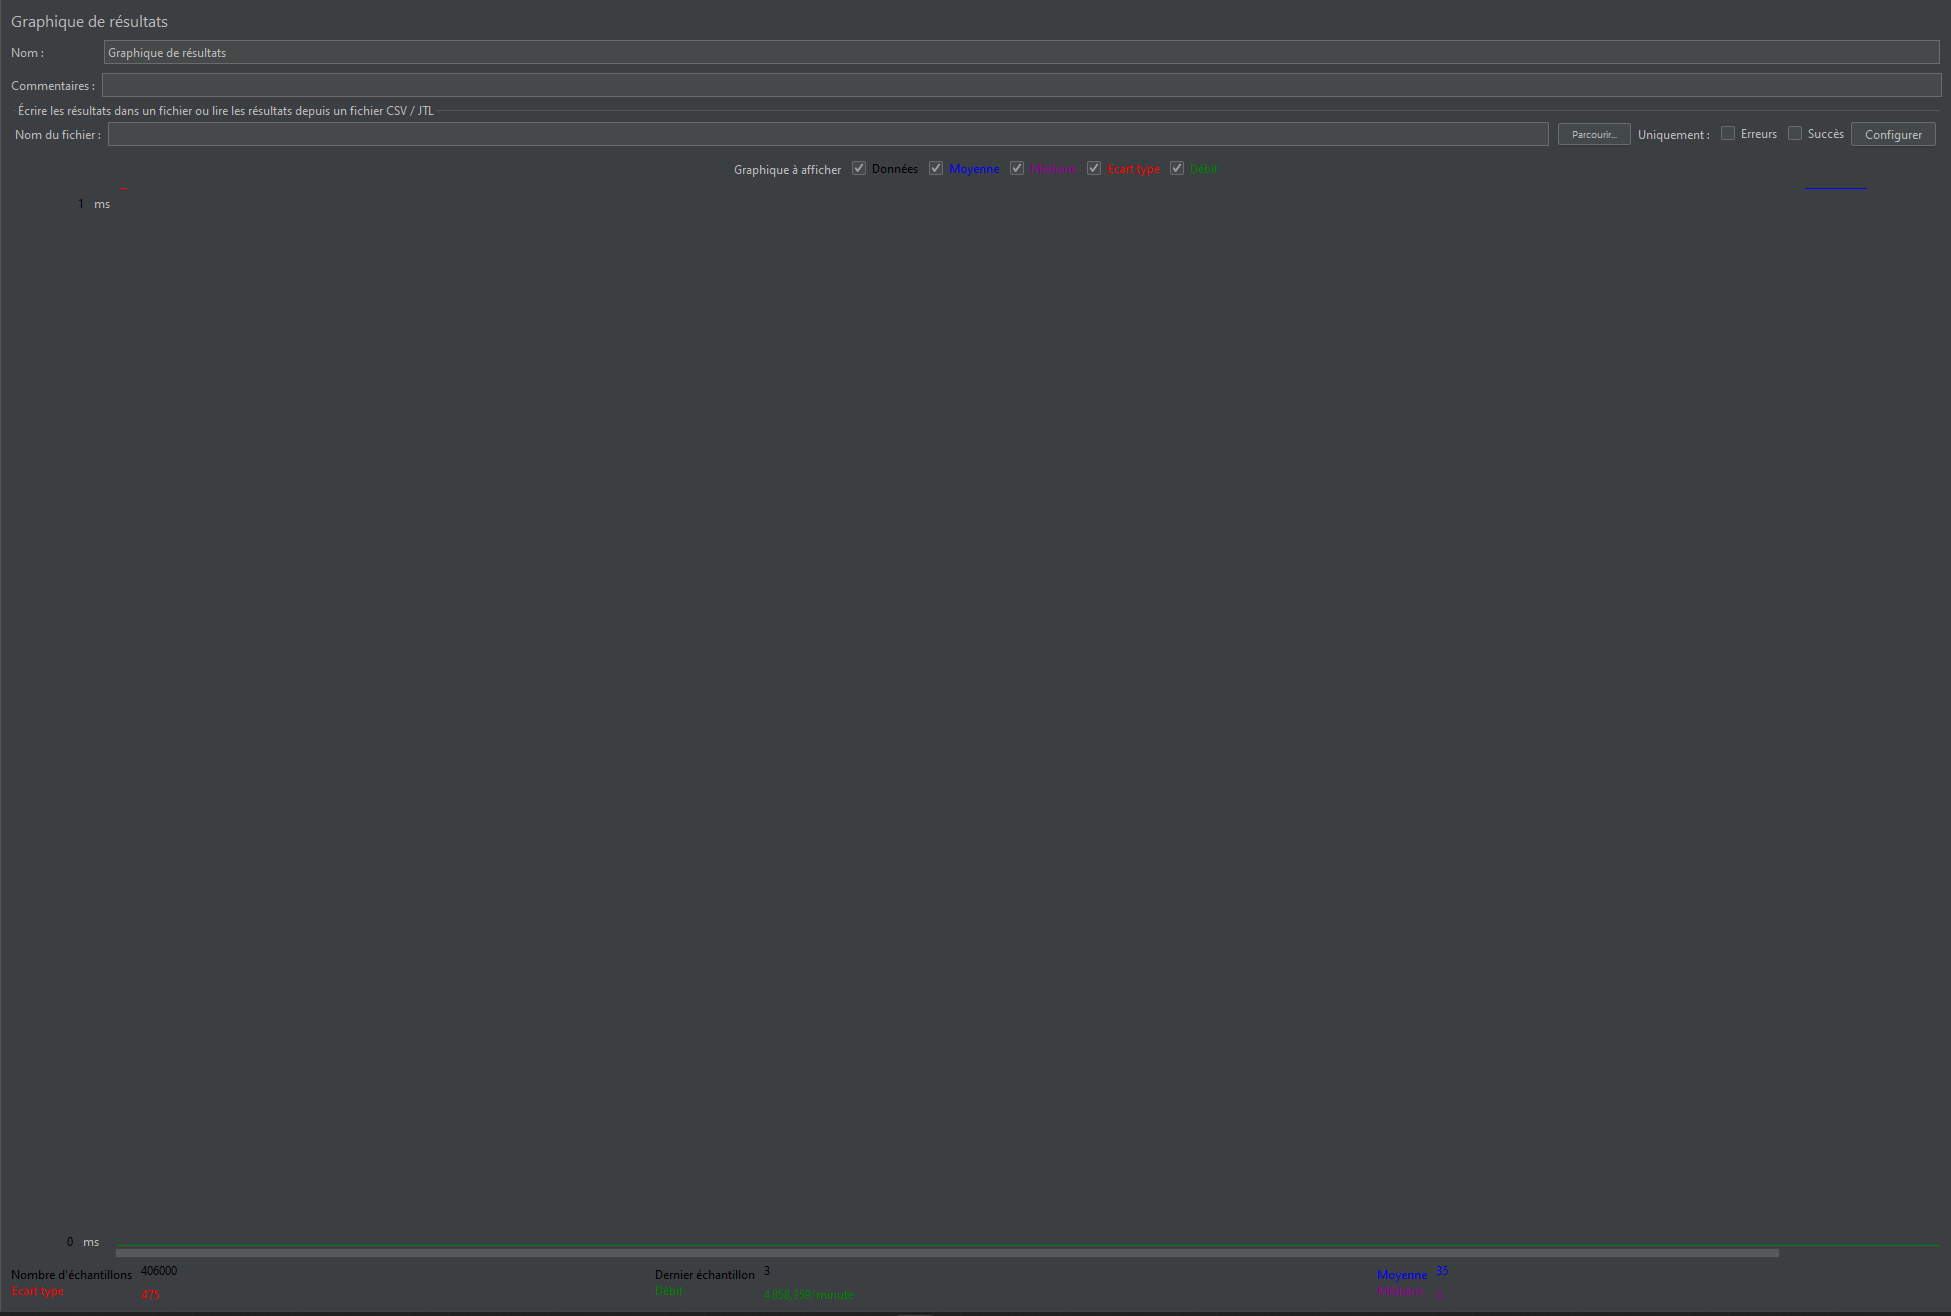 Graphique de résultats
Nom : Graphique de résultats
Commentaires :
Écrire les résultats dans un fichier ou lire les résultats depuis un fichier CSV / JTL
Nom du fichier : Parcourir... Uniquement : Erreurs Succès Configurer
Graphique à afficher Données Moyenne Médiane Ecart type Débit
1 ms
0 ms
Nombre d'échantillons 406000 Dernier échantillon 3 Moyenne 35
Ecart type 475 Débit 4 858,359/minute Médiane